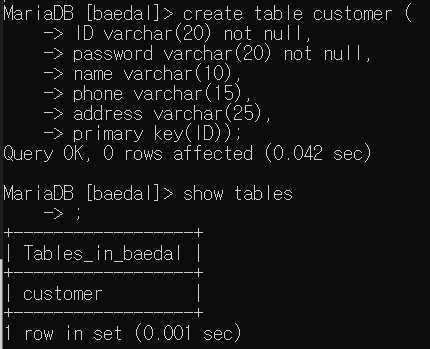 MariaDB [baedal]> create table customer (
    -> ID varchar(20) not null,
    -> password varchar(20) not null,
    -> name varchar(10),
    -> phone varchar(15),
    -> address varchar(25),
    -> primary key(ID));
Query OK, 0 rows affected (0.042 sec)

MariaDB [baedal]> show tables
    -> ;
+------------------+
| Tables_in_baedal |
+------------------+
| customer         |
+------------------+
1 row in set (0.001 sec)